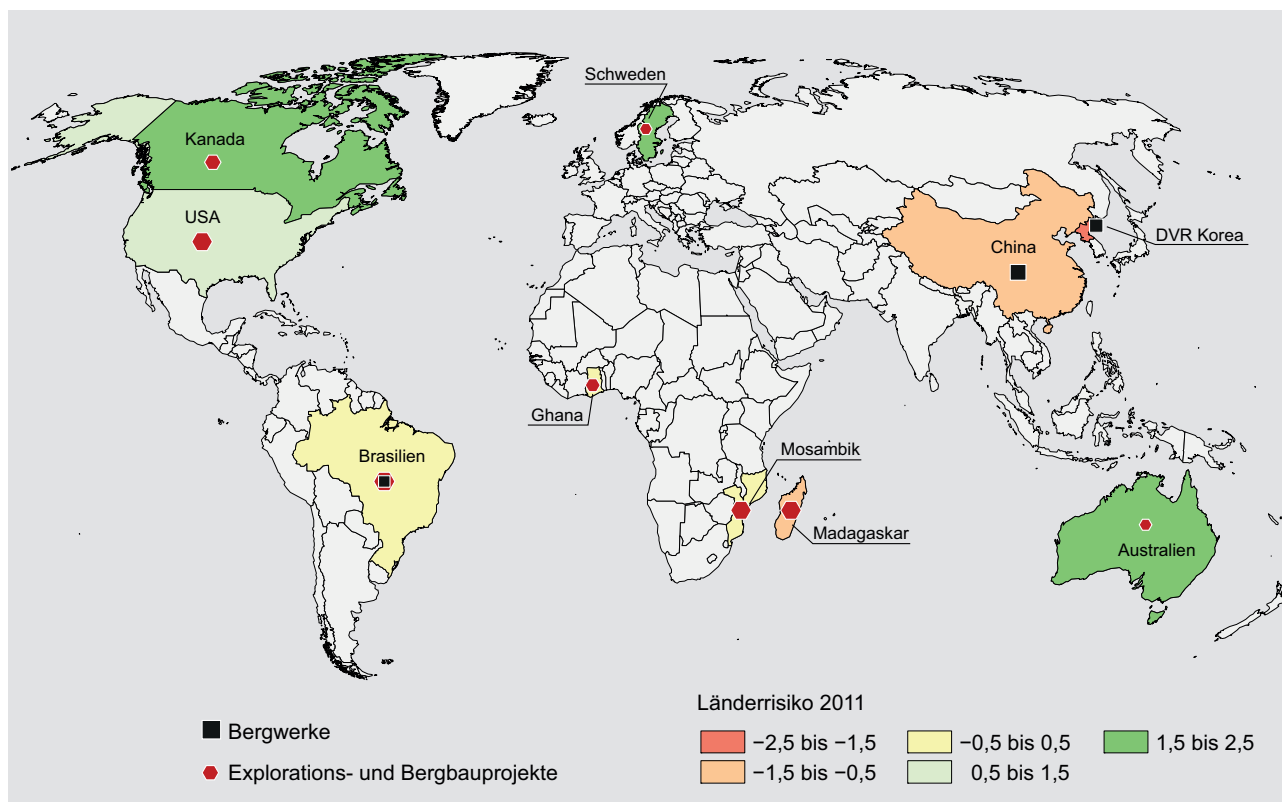 Schweden
Kanada
USA
China
DVR Korea
Ghana
Mosambik
Brasilien
Madagaskar
Australien
Länderrisiko 2011
Bergwerke
−2,5 bis −1,5
−0,5 bis 0,5
1,5 bis 2,5
Explorations- und Bergbauprojekte
−1,5 bis −0,5
0,5 bis 1,5